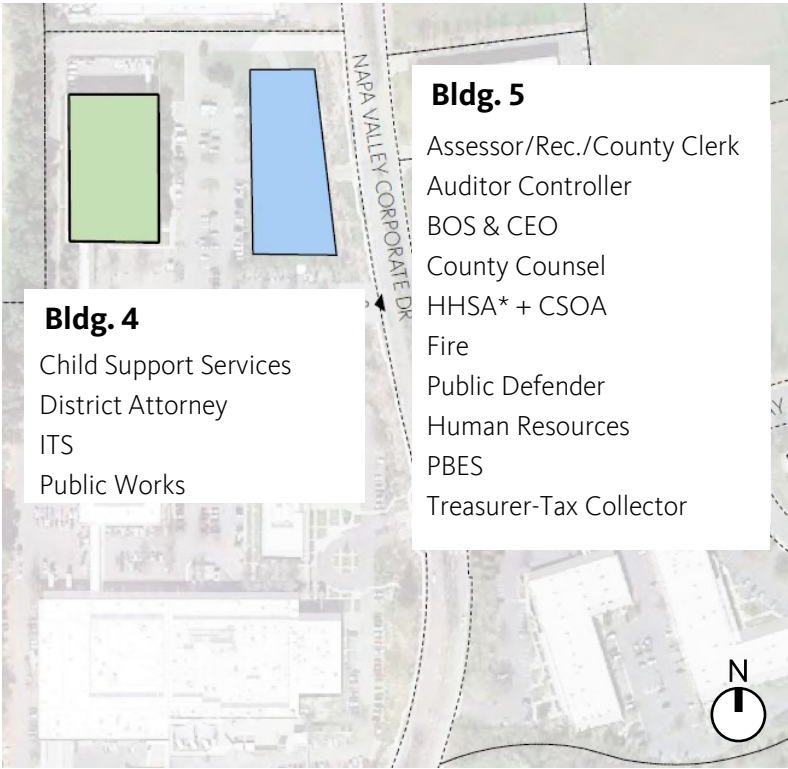 NAPA VALLEY CORPORATE DR
Bldg. 5
Assessor/Rec./County Clerk
Auditor Controller
BOS & CEO
County Counsel
HHSA* + CSOA
Fire
Public Defender
Human Resources
PBES
Treasurer-Tax Collector
Bldg. 4
Child Support Services
District Attorney
ITS
Public Works
N